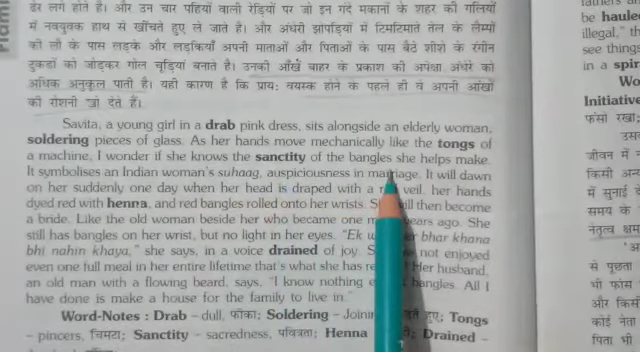 ढेर लगे होते हैं। और उन चार पहियों वाली रेड़ियों पर जो इन गंदे मकानों के शहर की गलियों
में नवयुवक हाथ से खींचते हुए ले जाते हैं। और अंधेरी झोंपड़ियों में टिमटिमाते तेल के लैम्पों
की लौ के पास लड़के और लड़कियाँ अपनी माताओं और पिताओं के पास बैठे शीशे के रंगीन
टुकड़ों को जोड़कर गोल चूड़ियां बनाते हैं। उनकी आँखें बाहर के प्रकाश की अपेक्षा अंधेरे को
अधिक अनुकूल पाती हैं। यही कारण है कि प्रायः वयस्क होने के पहले ही वे अपनी आंखों
की रोशनी खो देते हैं।
Savita, a young girl in a drab pink dress, sits alongside an elderly woman,
soldering pieces of glass. As her hands move mechanically like the tongs of
a machine, I wonder if she knows the sanctity of the bangles she helps make.
It symbolises an Indian woman's suhaag, auspiciousness in marriage. It will dawn
on her suddenly one day when her head is draped with a veil, her hands
dyed red with henna, and red bangles rolled onto her wrists. will then become
a bride. Like the old woman beside her who became one years ago. She
still has bangles on her wrist, but no light in her eyes. "Ek bhar khana
bhi nahin khaya," she says, in a voice drained of joy. not enjoyed
even one full meal in her entire lifetime that's what she has Her husband,
an old man with a flowing beard, says, "I know nothing bangles. All I
have done is make a house for the family to live in."
Word-Notes : Drab – dull, फीका; Soldering – हुए; Tongs
– pincers, चिमटा; Sanctity – sacredness, पवित्रता; Henna Drained –
fathers
be hauled
illegal," th
see things
in a spir
Wo
Initiative
फंसो रखा;
उसव
जीवन में
किसी अन्य
में सुनाई दे
समय के
नेतृत्व क्षम
से पूछता
भी फोस
और किसी
कोई नेता
पिता भी